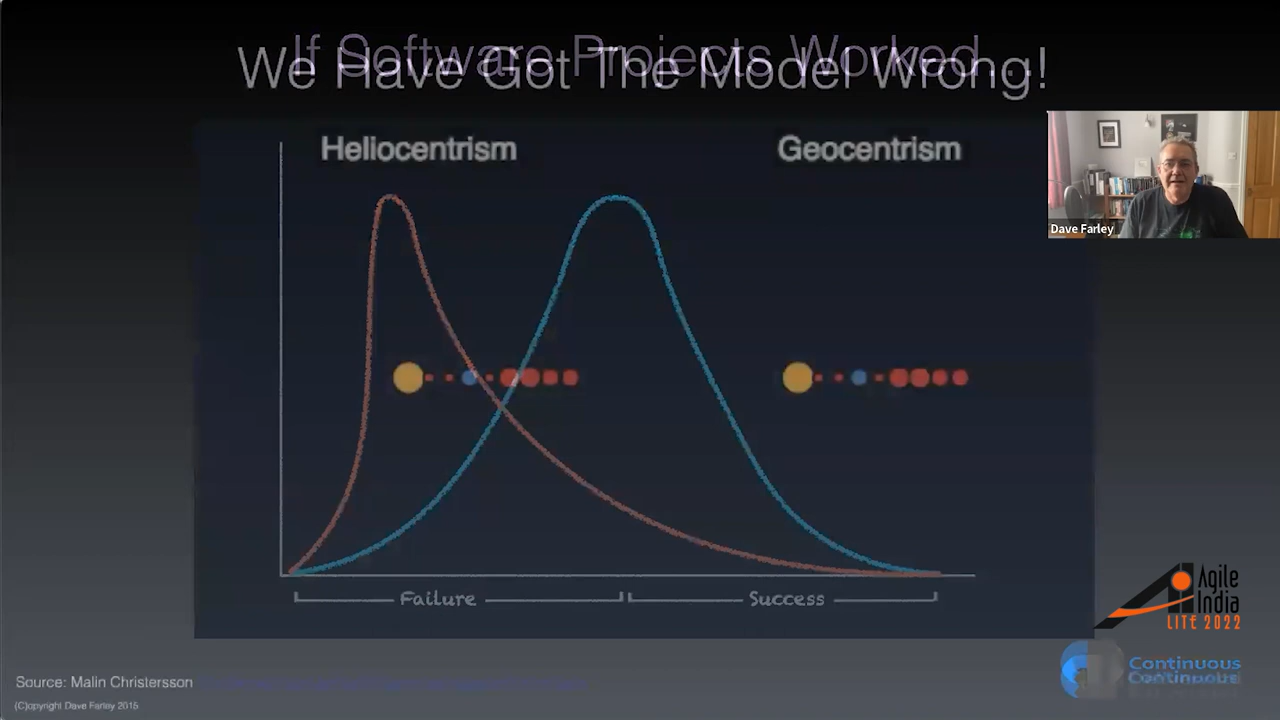 If Software Projects Worked...
We Have Got The Model Wrong!
Heliocentrism
Geocentrism
Dave Farley
Failure
Success
Agile
India
LITE 2022
Continuous
Continuous
Source: Malin Christersson
(C)opyright Dave Farley 2015